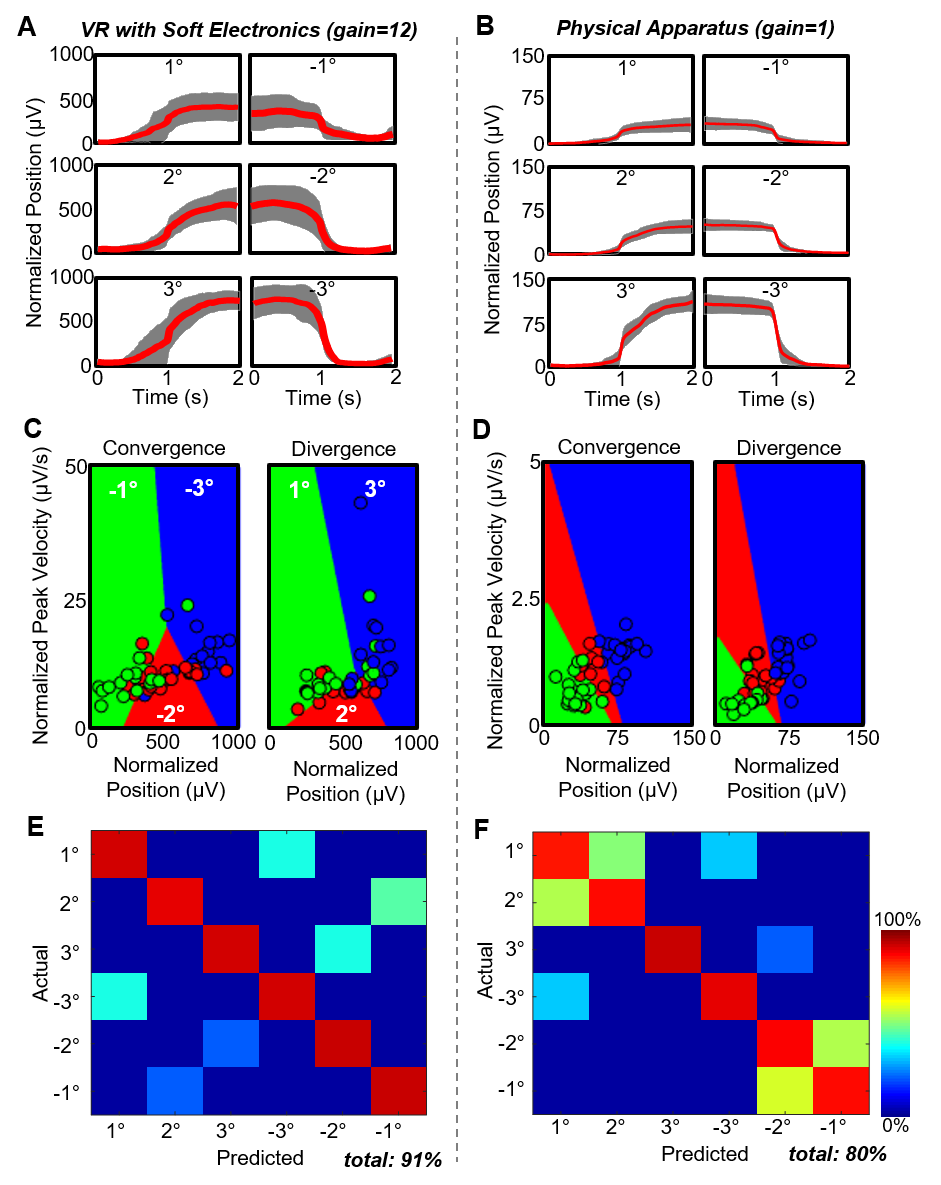 A
VR with Soft Electronics (gain=12)
1000
500
0
1°
-1°
1000
500
0
2°
-2°
1000
500
0
3°
-3°
Normalized Position (µV)
0 1 2 0 1 2
Time (s) Time (s)
B
Physical Apparatus (gain=1)
150
75
0
1°
-1°
150
75
0
2°
-2°
150
75
0
3°
-3°
Normalized Position (µV)
0 1 2 0 1 2
Time (s) Time (s)
C
Convergence Divergence
Normalized Peak Velocity (µV/s)
50
25
0
-1° -3°
-2°
1° 3°
2°
0 500 1000 0 500 1000
Normalized Normalized
Position (µV) Position (µV)
D
Convergence Divergence
Normalized Peak Velocity (µV/s)
5
2.5
0
0 75 150 0 75 150
Normalized Normalized
Position (µV) Position (µV)
E
Actual
1°
2°
3°
-3°
-2°
-1°
1° 2° 3° -3° -2° -1°
Predicted
total: 91%
F
Actual
1°
2°
3°
-3°
-2°
-1°
1° 2° 3° -3° -2° -1°
Predicted
total: 80%
100%
0%